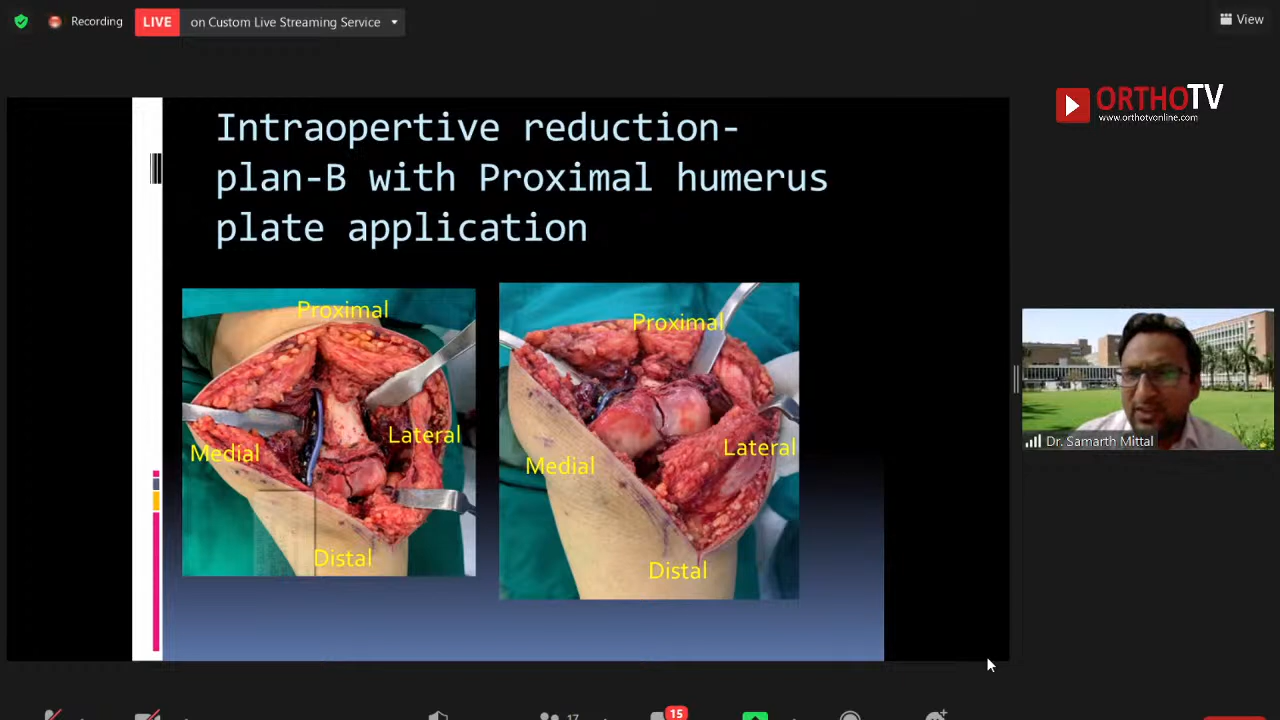 Recording
LIVE
on Custom Live Streaming Service
View
ORTHOTV
www.orthotvonline.com
Intraopertive reduction-
plan-B with Proximal humerus
plate application
Proximal
Lateral
Medial
Distal
Proximal
Lateral
Medial
Distal
Dr. Samarth Mittal
17
15